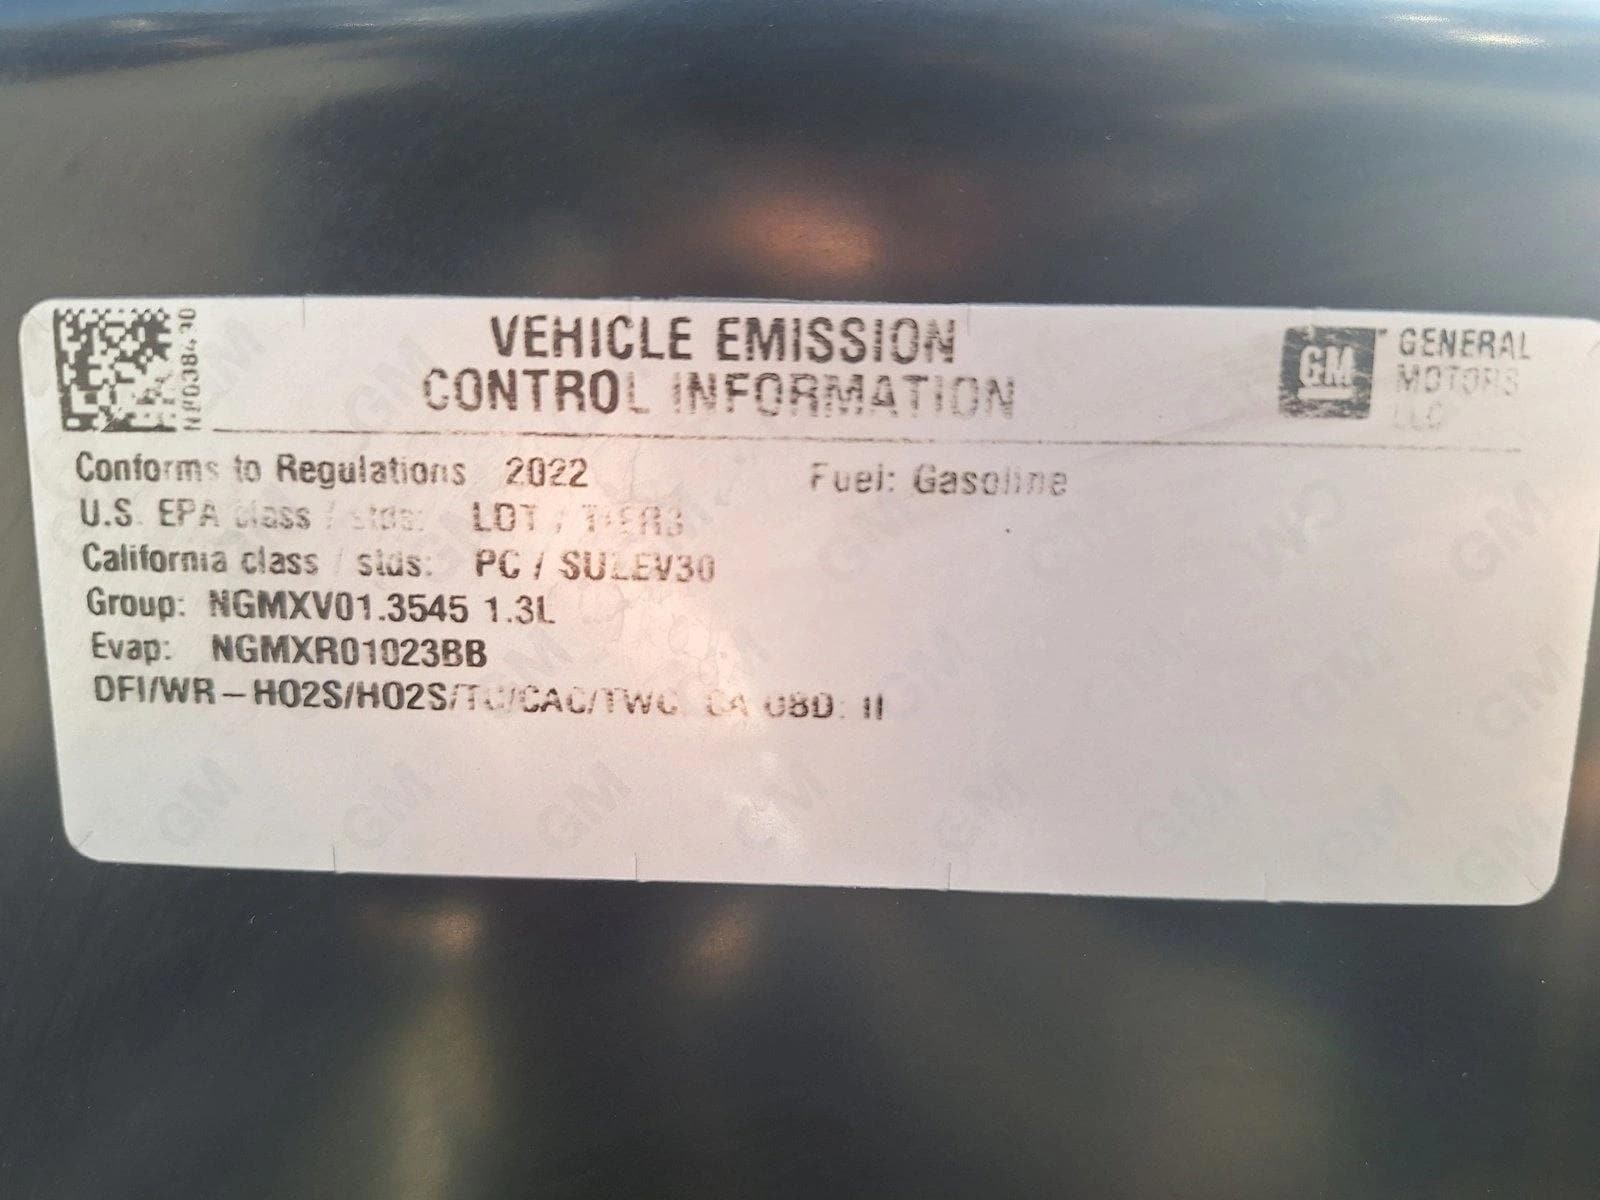 VEHICLE EMISSION
CONTROL INFORMATION
GM
GENERAL
MOTORS
LLC
Conforms to Regulations 2022 Fuel: Gasoline
U.S. EPA class / stds: LDT / TIER3
California class / stds: PC / SULEV30
Group: NGMXV01.3545 1.3L
Evap: NGMXR01023BB
DFI/WR-HO2S/HO2S/TC/CAC/TWC CA OBD: II